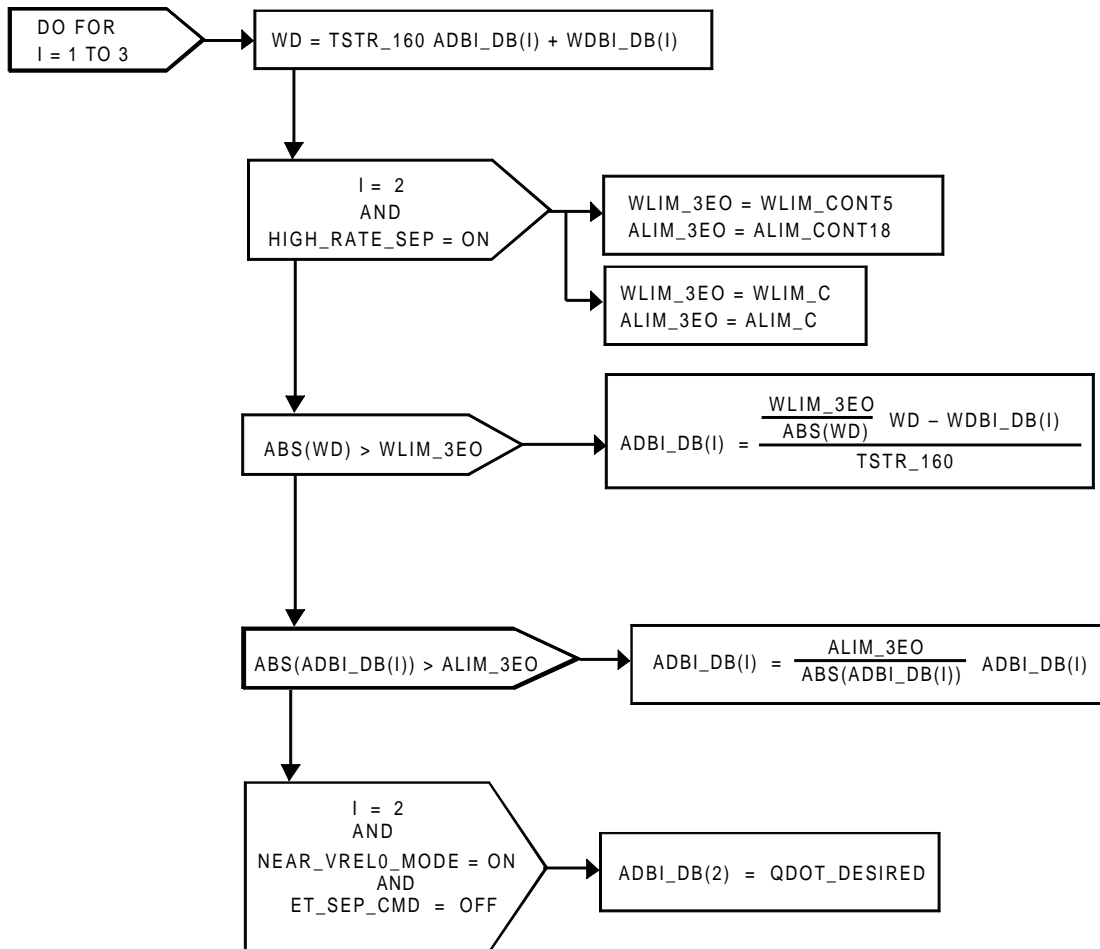 DO FOR
I = 1 TO 3
WD = TSTR_160 ADBI_DB(I) + WDBI_DB(I)
I = 2
AND
HIGH_RATE_SEP = ON
WLIM_3EO = WLIM_CONT5
ALIM_3EO = ALIM_CONT18
WLIM_3EO = WLIM_C
ALIM_3EO = ALIM_C
ABS(WD) > WLIM_3EO
WLIM_3EO
ADBI_DB(I) = ABS(WD) WD – WDBI_DB(I)
TSTR_160
ABS(ADBI_DB(I)) > ALIM_3EO
ALIM_3EO
ADBI_DB(I) = ABS(ADBI_DB(I)) ADBI_DB(I)
I = 2
AND
NEAR_VREL0_MODE = ON
AND
ET_SEP_CMD = OFF
ADBI_DB(2) = QDOT_DESIRED